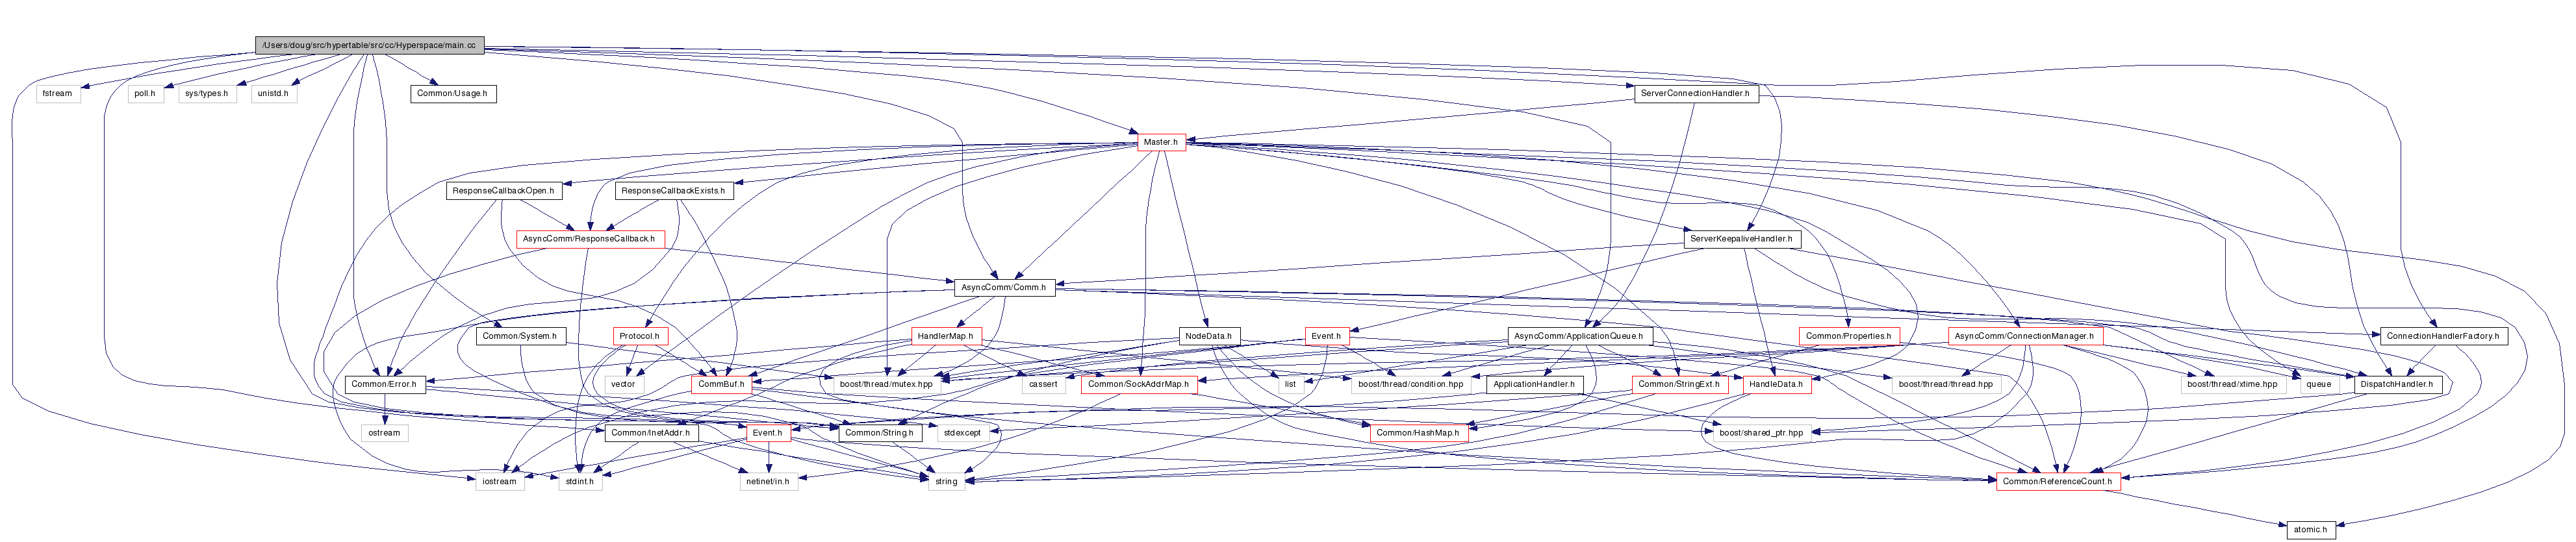 /Users/doug/src/hypertable/src/cc/Hyperspace/main.cc
fstream
poll.h
sys/types.h
unistd.h
Common/Usage.h
ServerConnectionHandler.h
Master.h
ResponseCallbackOpen.h
ResponseCallbackExists.h
AsyncComm/ResponseCallback.h
ServerKeepaliveHandler.h
AsyncComm/Comm.h
Common/System.h
Protocol.h
HandlerMap.h
NodeData.h
Event.h
AsyncComm/ApplicationQueue.h
Common/Properties.h
AsyncComm/ConnectionManager.h
ConnectionHandlerFactory.h
Common/Error.h
vector
CommBuf.h
boost/thread/mutex.hpp
cassert
Common/SockAddrMap.h
list
boost/thread/condition.hpp
ApplicationHandler.h
Common/StringExt.h
HandleData.h
boost/thread/thread.hpp
boost/thread/xtime.hpp
queue
DispatchHandler.h
ostream
Common/InetAddr.h
Event.h
Common/String.h
stdexcept
Common/HashMap.h
boost/shared_ptr.hpp
iostream
stdint.h
netinet/in.h
string
Common/ReferenceCount.h
atomic.h